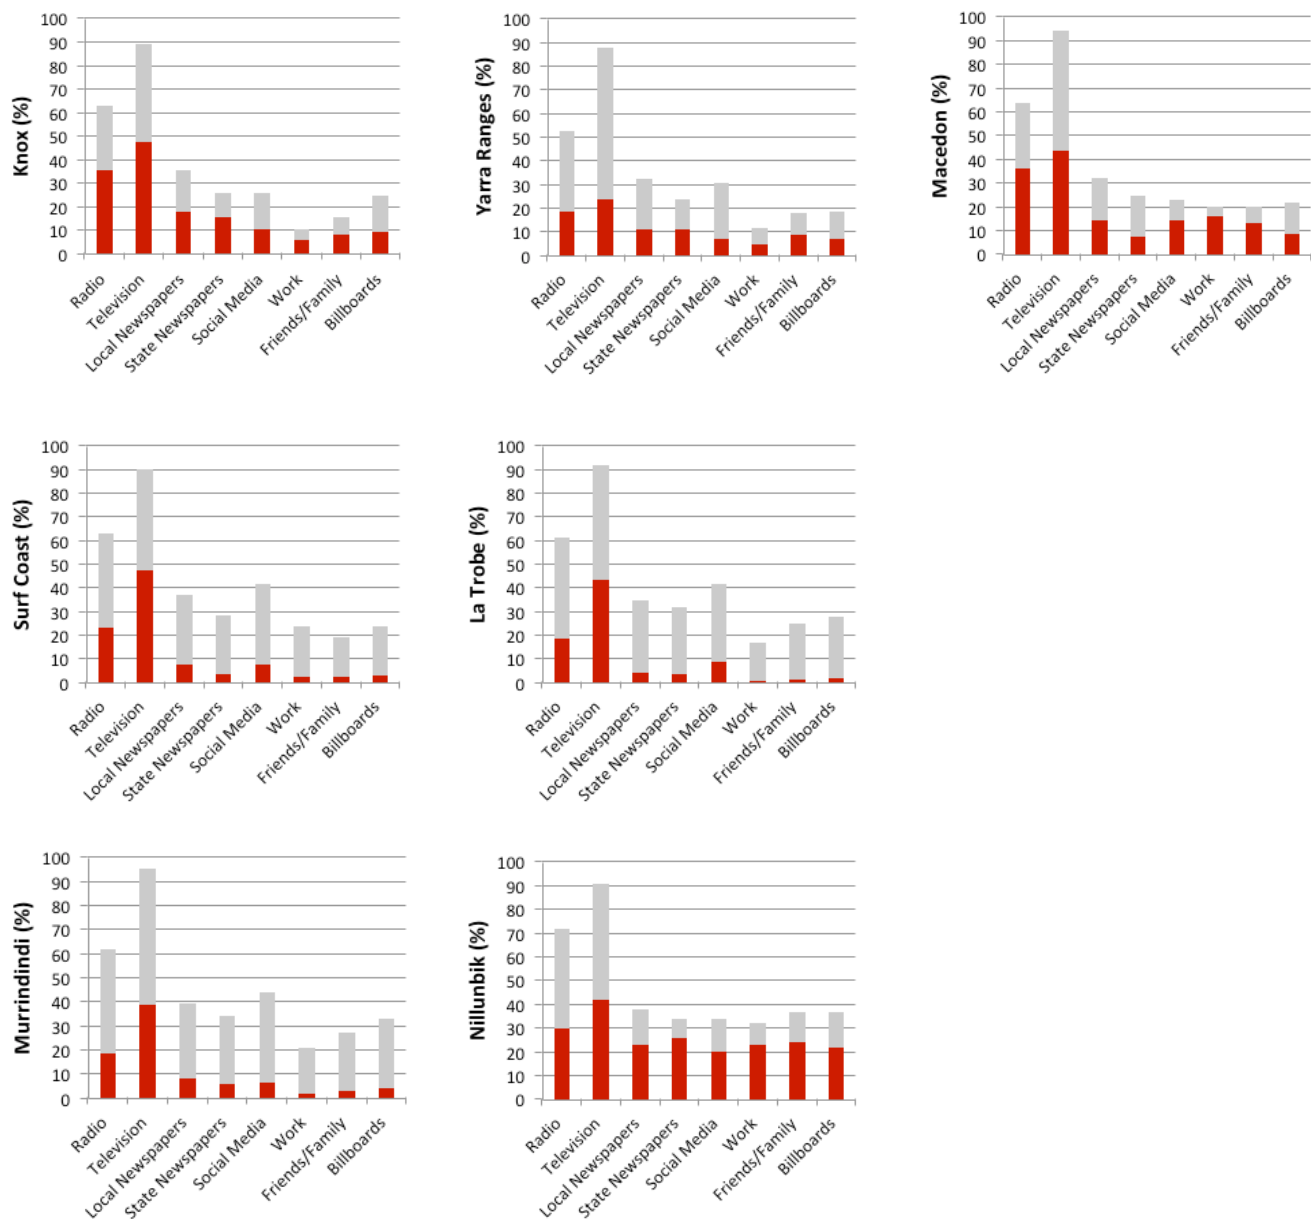 Knox (%)
100
90
80
70
60
50
40
30
20
10
0
Radio
Television
Local Newspapers
State Newspapers
Social Media
Work
Friends/Family
Billboards
Yarra Ranges (%)
100
90
80
70
60
50
40
30
20
10
0
Radio
Television
Local Newspapers
State Newspapers
Social Media
Work
Friends/Family
Billboards
Macedon (%)
100
90
80
70
60
50
40
30
20
10
0
Radio
Television
Local Newspapers
State Newspapers
Social Media
Work
Friends/Family
Billboards
Surf Coast (%)
100
90
80
70
60
50
40
30
20
10
0
Radio
Television
Local Newspapers
State Newspapers
Social Media
Work
Friends/Family
Billboards
La Trobe (%)
100
90
80
70
60
50
40
30
20
10
0
Radio
Television
Local Newspapers
State Newspapers
Social Media
Work
Friends/Family
Billboards
Murrindindi (%)
100
90
80
70
60
50
40
30
20
10
0
Radio
Television
Local Newspapers
State Newspapers
Social Media
Work
Friends/Family
Billboards
Nillunbik (%)
100
90
80
70
60
50
40
30
20
10
0
Radio
Television
Local Newspapers
State Newspapers
Social Media
Work
Friends/Family
Billboards